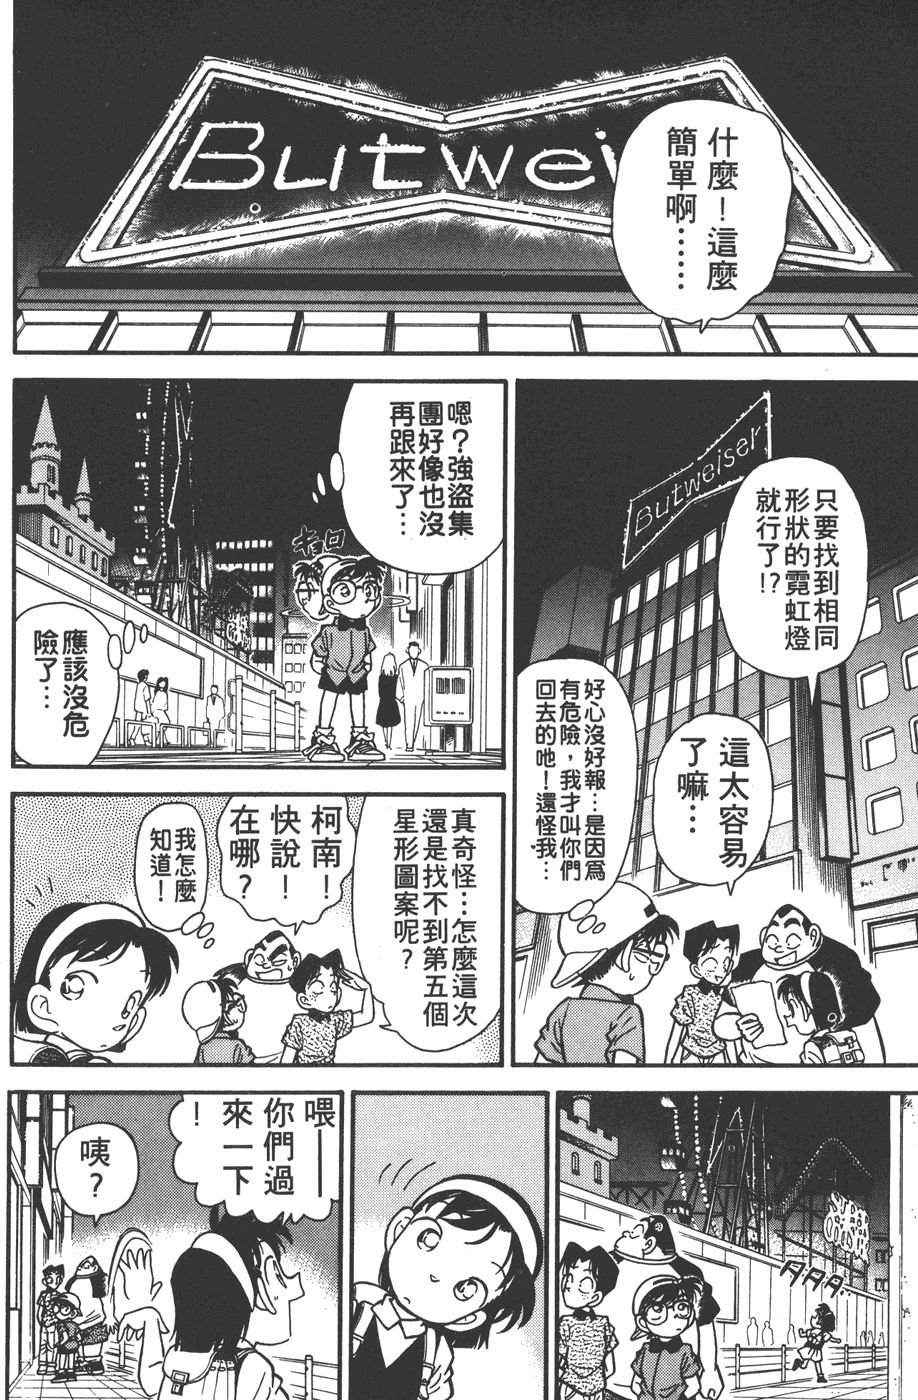 Butweiser
什麼！這麼
簡單啊……
Butweiser
只要找到相同
形狀的霓虹燈
就行了!?
這太容易
了嘛…
好心沒好報…是因為
有危險，我才叫你們
回去的吔！還怪我…
嗯？強盜集
團好像也沒
再跟來了…
應該沒危
險了…
真奇怪…怎麼這次
還是找不到第五個
星形圖案呢？
柯南！
快說！
在哪？
我怎麼
知道！
喂——
你們過
來一下
！
咦？